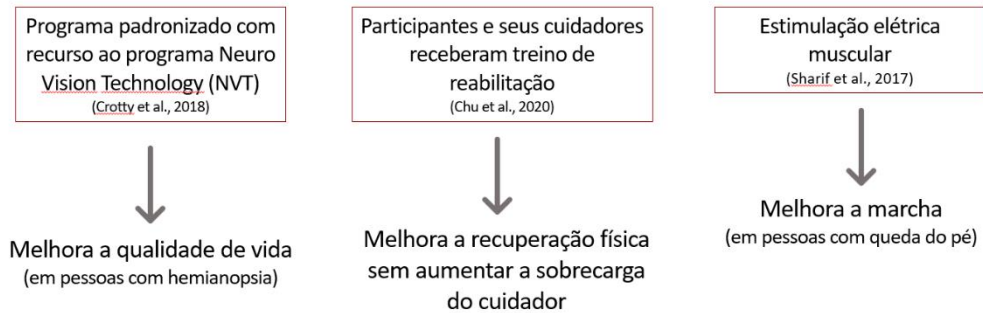 Programa padronizado com
recurso ao programa Neuro
Vision Technology (NVT)
(Crotty et al., 2018)
Melhora a qualidade de vida
(em pessoas com hemianopsia)
Participantes e seus cuidadores
receberam treino de
reabilitação
(Chu et al., 2020)
Melhora a recuperação física
sem aumentar a sobrecarga
do cuidador
Estimulação elétrica
muscular
(Sharif et al., 2017)
Melhora a marcha
(em pessoas com queda do pé)